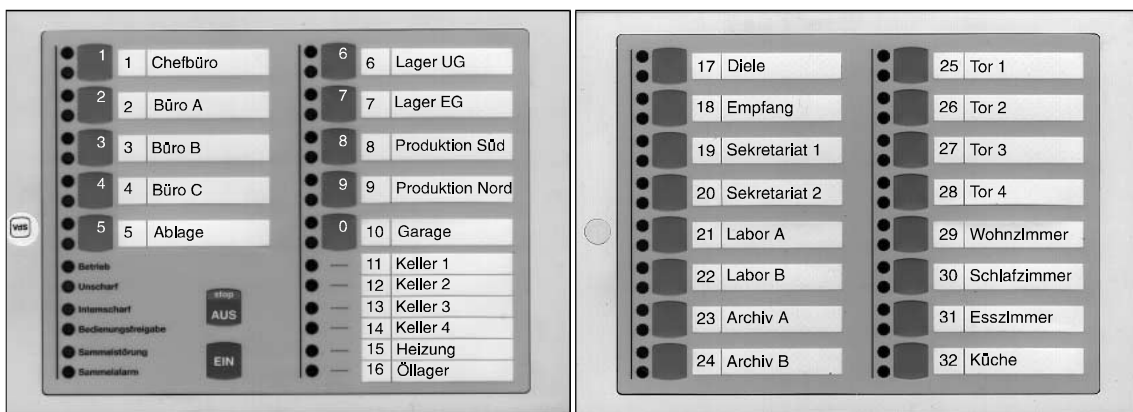 1 1 Chefbüro
2 2 Büro A
3 3 Büro B
4 4 Büro C
5 5 Ablage
Betrieb
Unscharf
Internscharf
Bedienungsfreigabe
Sammelstörung
Sammelalarm
stop
AUS
EIN
6 6 Lager UG
7 7 Lager EG
8 8 Produktion Süd
9 9 Produktion Nord
0 10 Garage
11 Keller 1
12 Keller 2
13 Keller 3
14 Keller 4
15 Heizung
16 Öllager
VdS
17 Diele
18 Empfang
19 Sekretariat 1
20 Sekretariat 2
21 Labor A
22 Labor B
23 Archiv A
24 Archiv B
25 Tor 1
26 Tor 2
27 Tor 3
28 Tor 4
29 Wohnzimmer
30 Schlafzimmer
31 Esszimmer
32 Küche